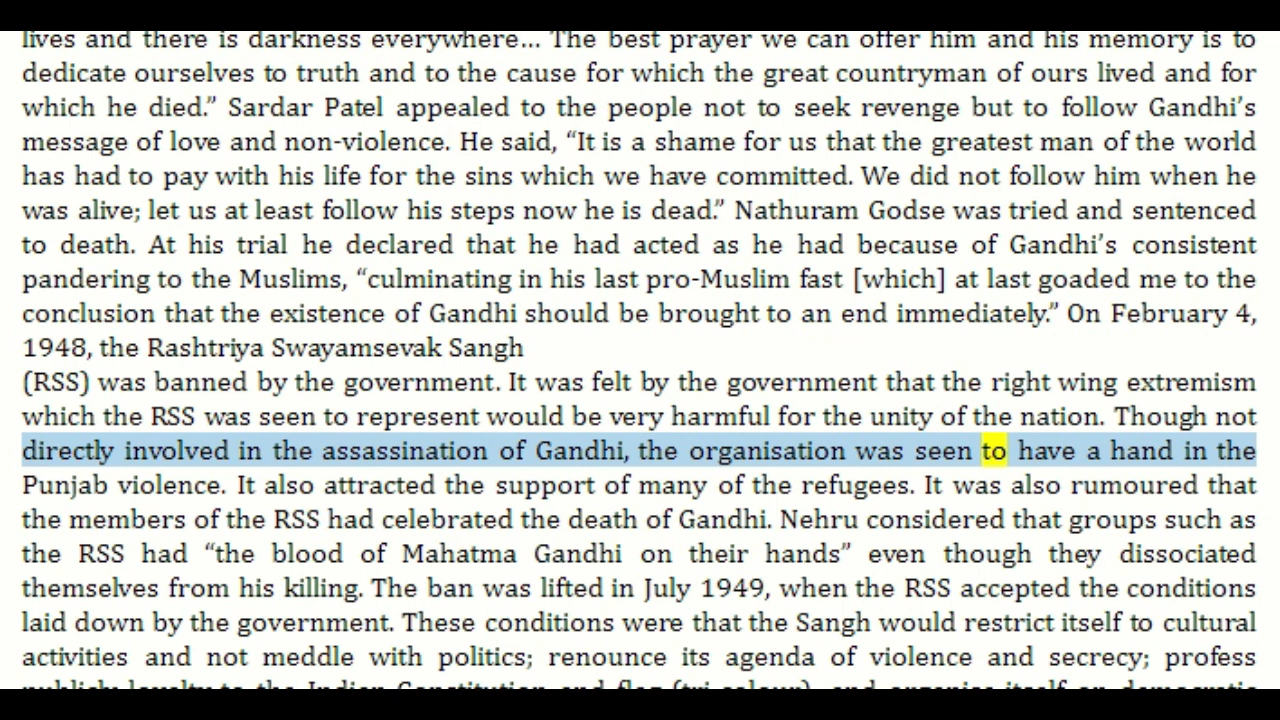 lives and there is darkness everywhere... The best prayer we can offer him and his memory is to
dedicate ourselves to truth and to the cause for which the great countryman of ours lived and for
which he died.” Sardar Patel appealed to the people not to seek revenge but to follow Gandhi’s
message of love and non-violence. He said, “It is a shame for us that the greatest man of the world
has had to pay with his life for the sins which we have committed. We did not follow him when he
was alive; let us at least follow his steps now he is dead.” Nathuram Godse was tried and sentenced
to death. At his trial he declared that he had acted as he had because of Gandhi’s consistent
pandering to the Muslims, “culminating in his last pro-Muslim fast [which] at last goaded me to the
conclusion that the existence of Gandhi should be brought to an end immediately.” On February 4,
1948, the Rashtriya Swayamsevak Sangh
(RSS) was banned by the government. It was felt by the government that the right wing extremism
which the RSS was seen to represent would be very harmful for the unity of the nation. Though not
directly involved in the assassination of Gandhi, the organisation was seen to have a hand in the
Punjab violence. It also attracted the support of many of the refugees. It was also rumoured that
the members of the RSS had celebrated the death of Gandhi. Nehru considered that groups such as
the RSS had “the blood of Mahatma Gandhi on their hands” even though they dissociated
themselves from his killing. The ban was lifted in July 1949, when the RSS accepted the conditions
laid down by the government. These conditions were that the Sangh would restrict itself to cultural
activities and not meddle with politics; renounce its agenda of violence and secrecy; profess
publicly loyalty to the Indian Constitution and flag (tri-colour), and organise itself on democratic